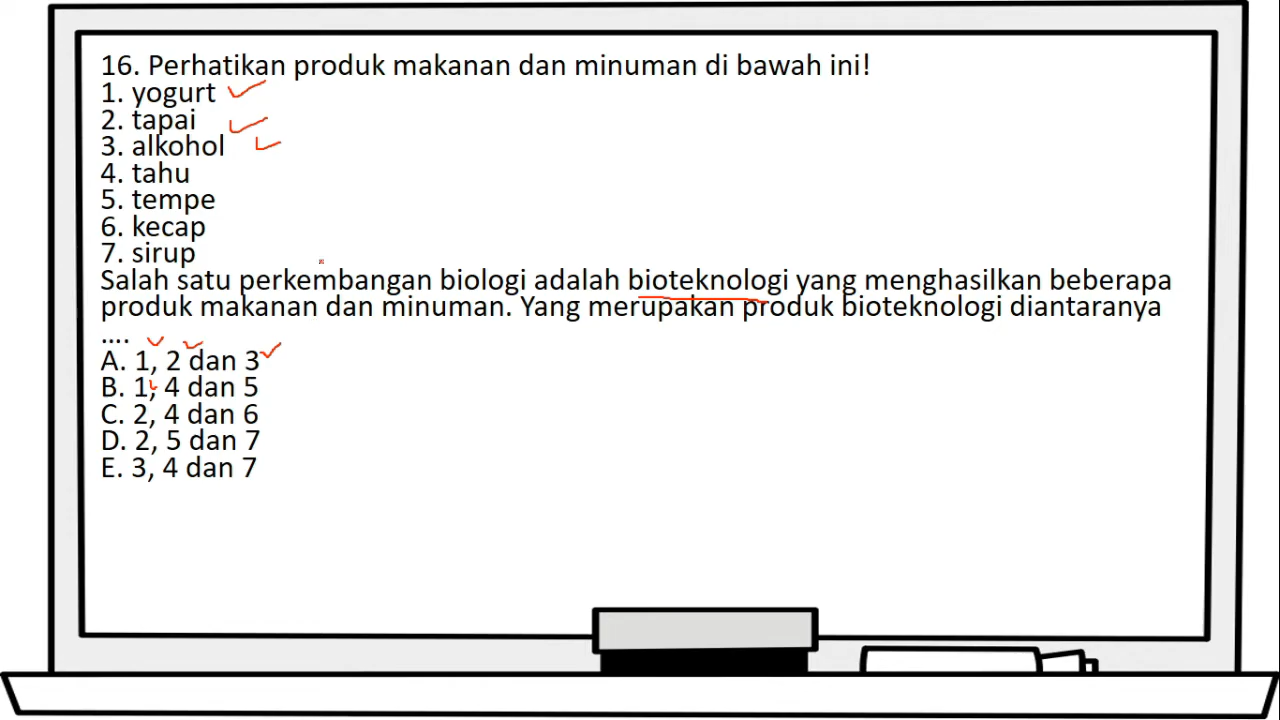 16. Perhatikan produk makanan dan minuman di bawah ini!
1. yogurt
2. tapai
3. alkohol
4. tahu
5. tempe
6. kecap
7. sirup
Salah satu perkembangan biologi adalah bioteknologi yang menghasilkan beberapa
produk makanan dan minuman. Yang merupakan produk bioteknologi diantaranya
....
A. 1, 2 dan 3
B. 1, 4 dan 5
C. 2, 4 dan 6
D. 2, 5 dan 7
E. 3, 4 dan 7